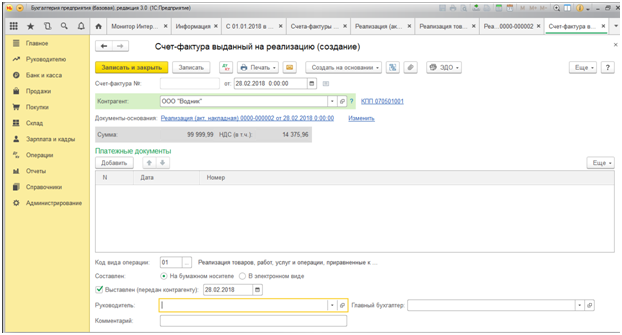 Бухгалтерия предприятия (базовая), редакция 3.0 (1С:Предприятие)
Монитор Интер... Информация С 01.01.2018 в ... Счета-фактуры ... Реализация (ак... Реализация тов... Реа...0000-000002) Счет-фактура в...
Главное
Руководителю
Банк и касса
Продажи
Покупки
Склад
Зарплата и кадры
Операции
Отчеты
Справочники
Администрирование
Счет-фактура выданный на реализацию (создание)
Записать и закрыть Записать Печать Создать на основании ЭДО Еще ?
Счет-фактура №: от: 28.02.2018 0:00:00
Контрагент: ООО "Водник" ? КПП 070501001
Документы-основания: Реализация (акт, накладная) 0000-000002 от 28.02.2018 0:00:00 Изменить
Сумма: 99 999,99 НДС (в т.ч.): 14 375,96
Платежные документы
Добавить Еще
N Дата Номер
Код вида операции: 01 ... Реализация товаров, работ, услуг и операции, приравненные к ...
Составлен: На бумажном носителе В электронном виде
Выставлен (передан контрагенту): 28.02.2018
Руководитель: Главный бухгалтер:
Комментарий: